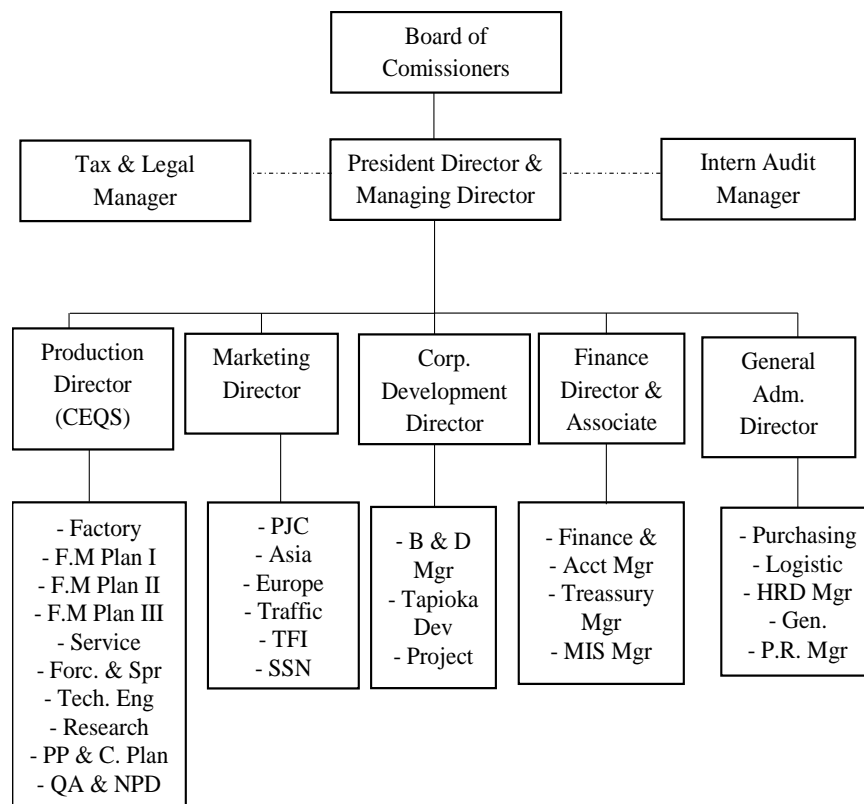 Board of
Comissioners
Tax & Legal
Manager
President Director &
Managing Director
Intern Audit
Manager
Production
Director
(CEQS)
Marketing
Director
Corp.
Development
Director
Finance
Director &
Associate
General
Adm.
Director
- Factory
- F.M Plan I
- F.M Plan II
- F.M Plan III
- Service
- Forc. & Spr
- Tech. Eng
- Research
- PP & C. Plan
- QA & NPD
- PJC
- Asia
- Europe
- Traffic
- TFI
- SSN
- B & D
Mgr
- Tapioka
Dev
- Project
- Finance &
- Acct Mgr
- Treassury
Mgr
- MIS Mgr
- Purchasing
- Logistic
- HRD Mgr
- Gen.
- P.R. Mgr